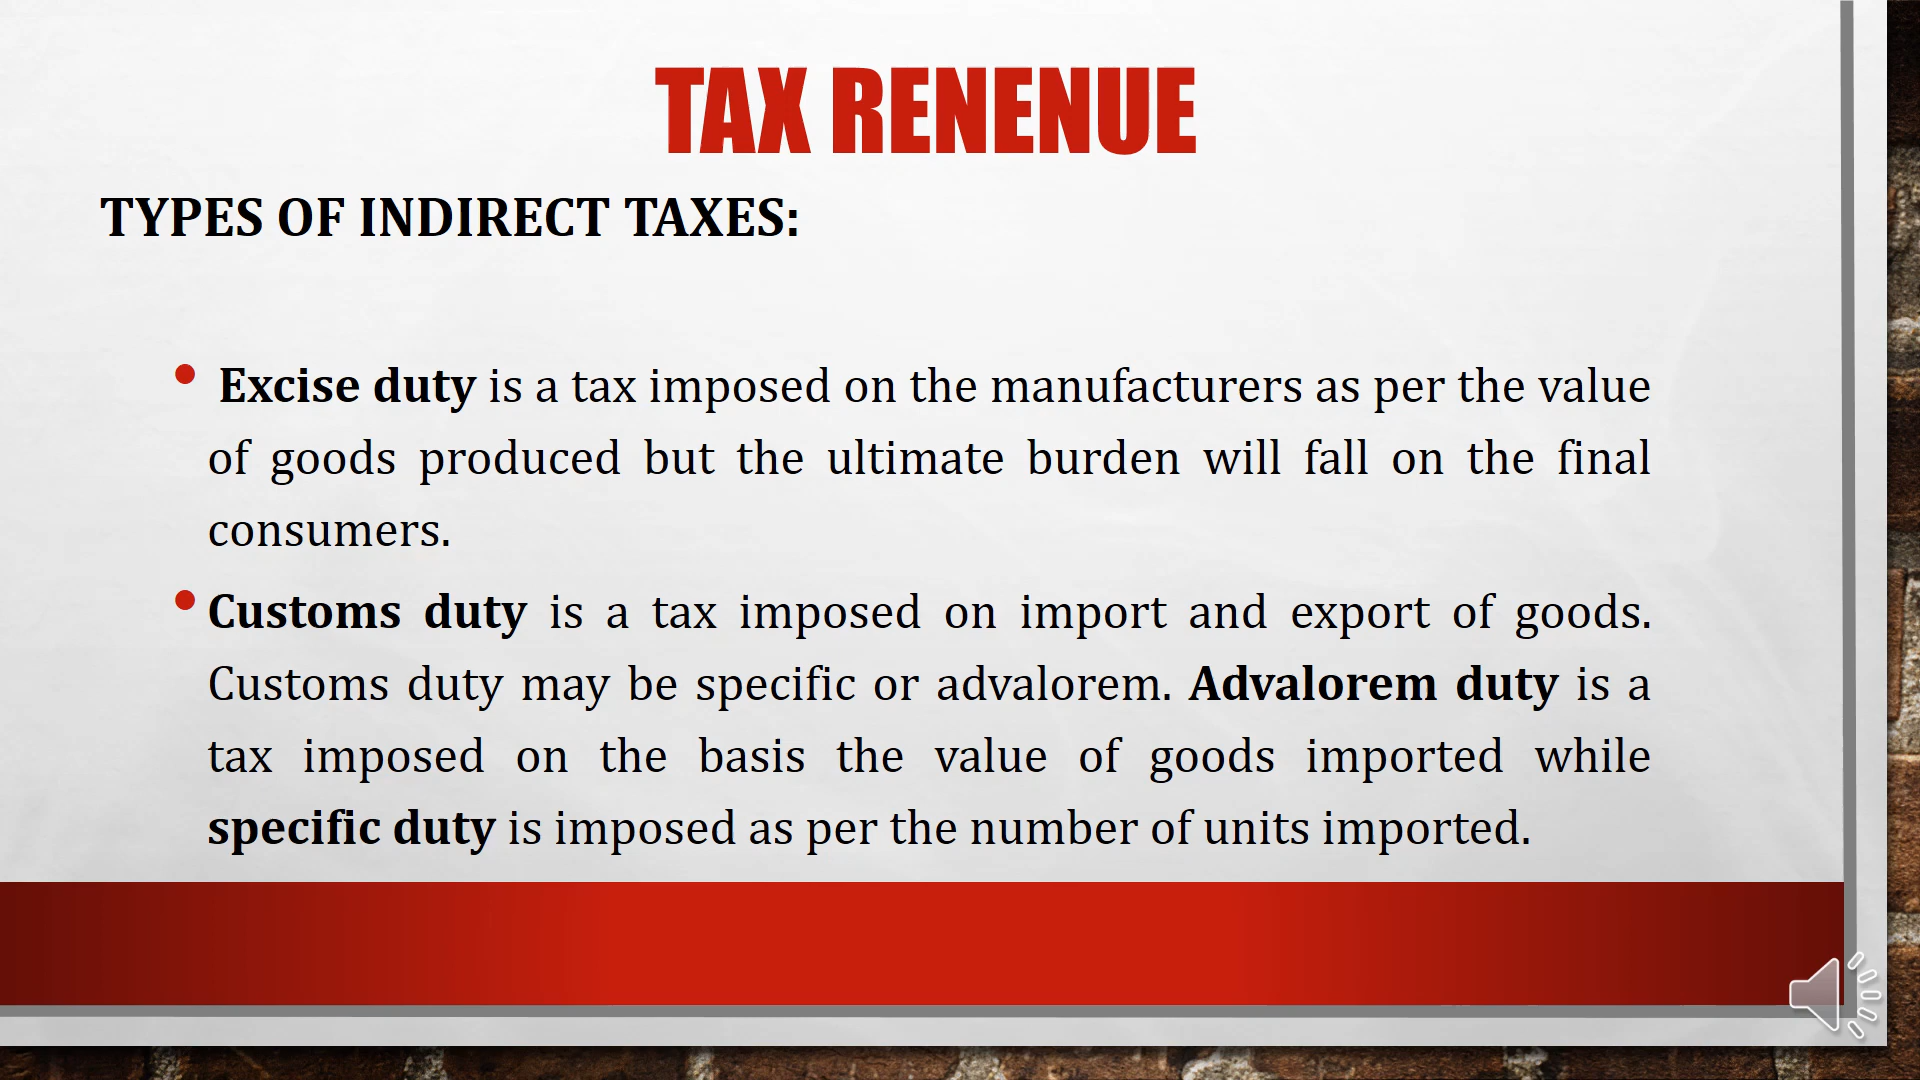 TAX RENENUE
TYPES OF INDIRECT TAXES:
• Excise duty is a tax imposed on the manufacturers as per the value
of goods produced but the ultimate burden will fall on the final
consumers.
• Customs duty is a tax imposed on import and export of goods.
Customs duty may be specific or advalorem. Advalorem duty is a
tax imposed on the basis the value of goods imported while
specific duty is imposed as per the number of units imported.